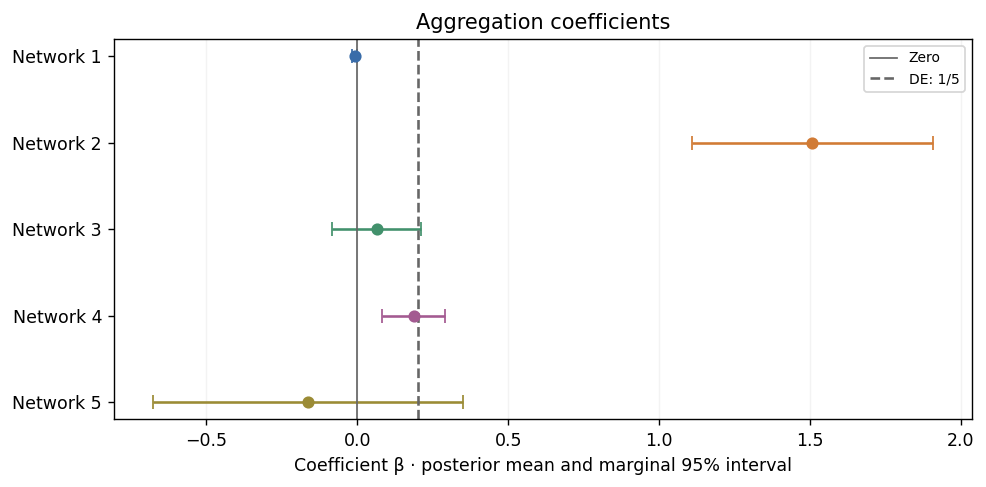 Aggregation coefficients
Network 1
Network 2
Network 3
Network 4
Network 5
Zero
DE: 1/5
−0.5 0.0 0.5 1.0 1.5 2.0
Coefficient β · posterior mean and marginal 95% interval